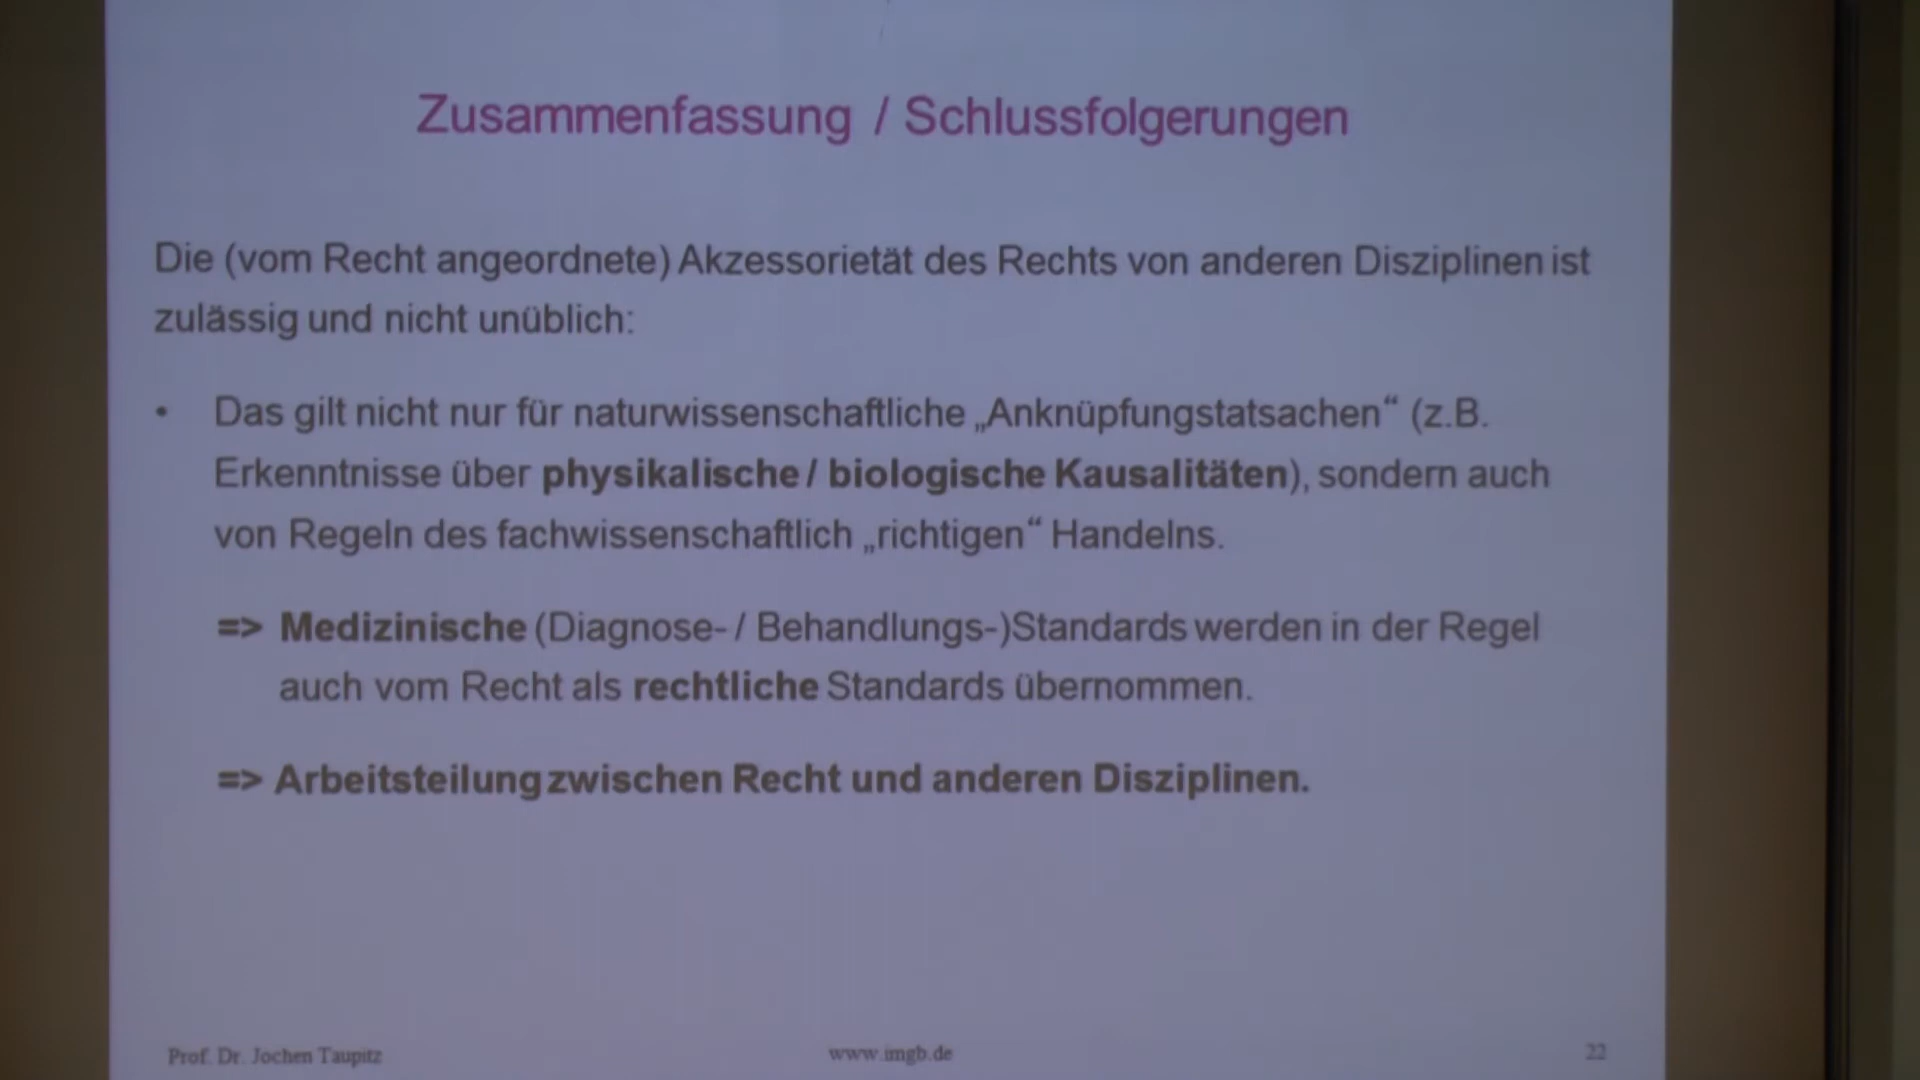 Zusammenfassung / Schlussfolgerungen
Die (vom Recht angeordnete) Akzessorietät des Rechts von anderen Disziplinen ist
zulässig und nicht unüblich:
• Das gilt nicht nur für naturwissenschaftliche „Anknüpfungstatsachen“ (z.B.
Erkenntnisse über physikalische / biologische Kausalitäten), sondern auch
von Regeln des fachwissenschaftlich „richtigen“ Handelns.
=> Medizinische (Diagnose- / Behandlungs-)Standards werden in der Regel
auch vom Recht als rechtliche Standards übernommen.
=> Arbeitsteilung zwischen Recht und anderen Disziplinen.
Prof. Dr. Jochen Taupitz www.imgb.de 22